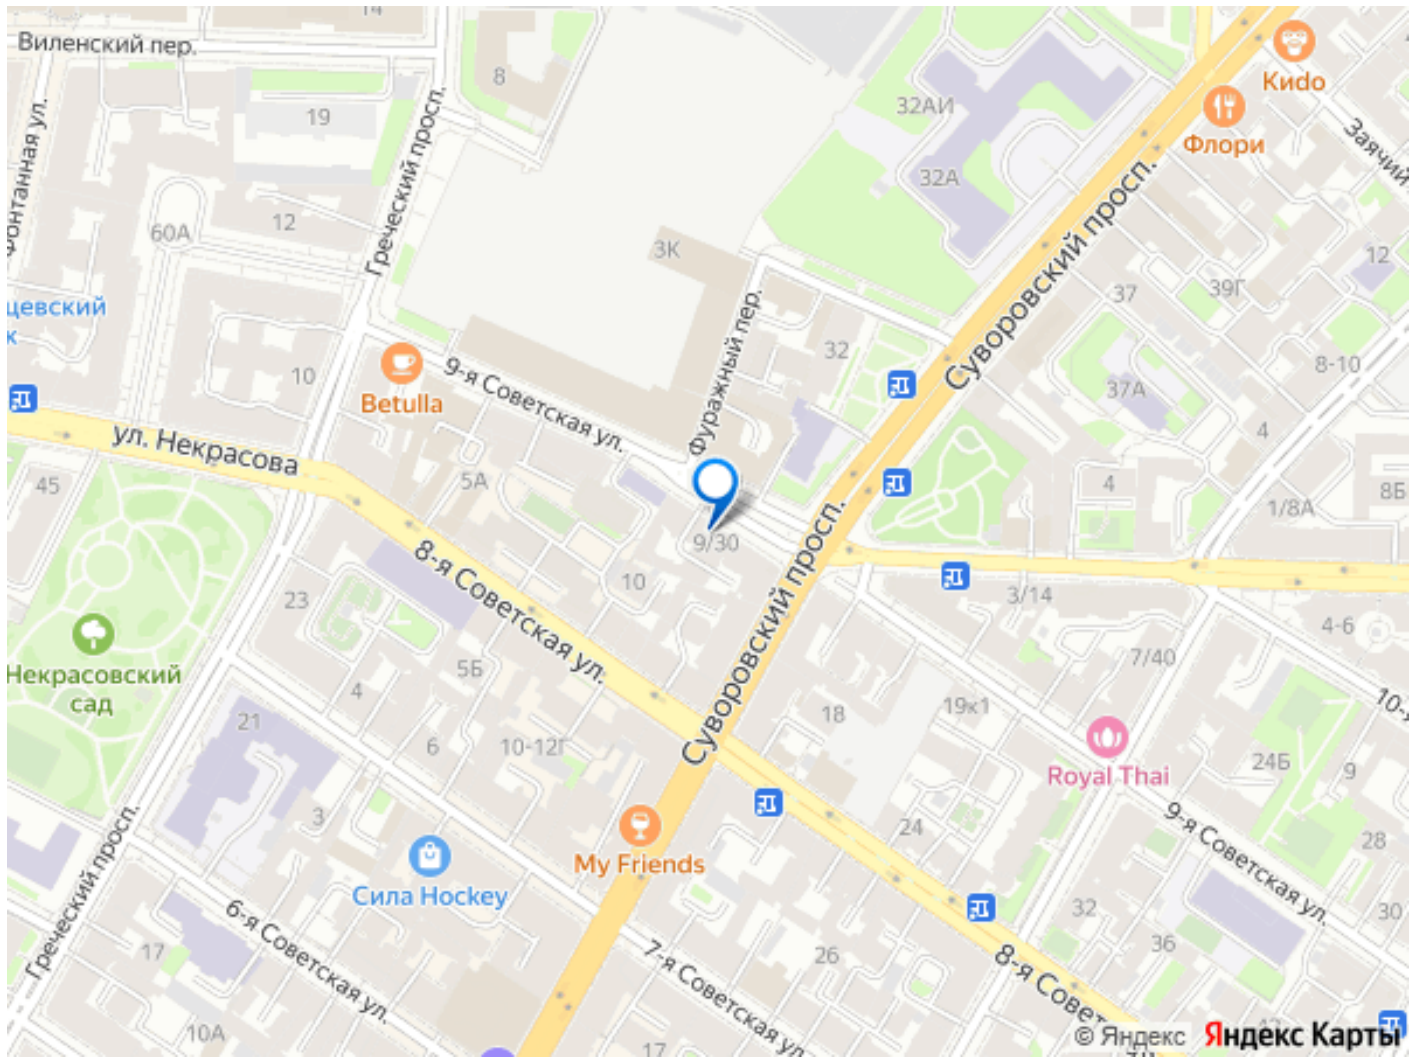 14
Виленский пер.
8
Кидо
19
32АИ
Флори
Заячий
Фонтанная ул.
Греческий просп.
32А
12
60А
3К
Суворовский просп.
12
37
39Г
цевский
к
Фуражный пер.
32
8-10
9-я Советская ул.
10
Betulla
37А
ул. Некрасова
4
45
5А
4
8Б
1/8А
9/30
8-я Советская ул.
10
23
3/14
4-6
Некрасовский
сад
5Б
4
7/40
10-я
Суворовский просп.
18
19к1
21
6
10-12Г
Royal Thai
24Б
9
3
My Friends
24
28
9-я Советская ул.
Сила Hockey
Греческий просп.
6-я Советская ул.
32
30
17
7-я Советская ул.
26
36
8-я Советс
10А
17
© Яндекс Яндекс Карты